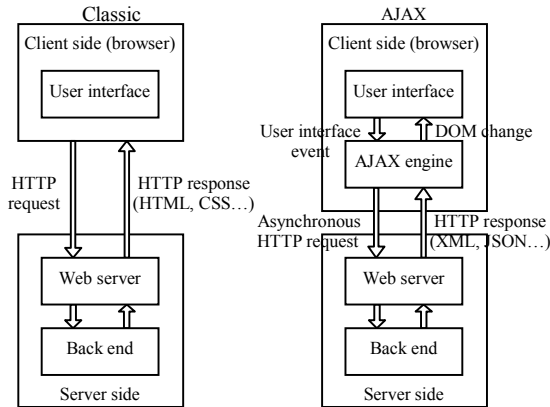 Classic
Client side (browser)
User interface
HTTP
request
HTTP response
(HTML, CSS…)
Web server
Back end
Server side
AJAX
Client side (browser)
User interface
User interface
event
DOM change
AJAX engine
Asynchronous
HTTP request
HTTP response
(XML, JSON…)
Web server
Back end
Server side